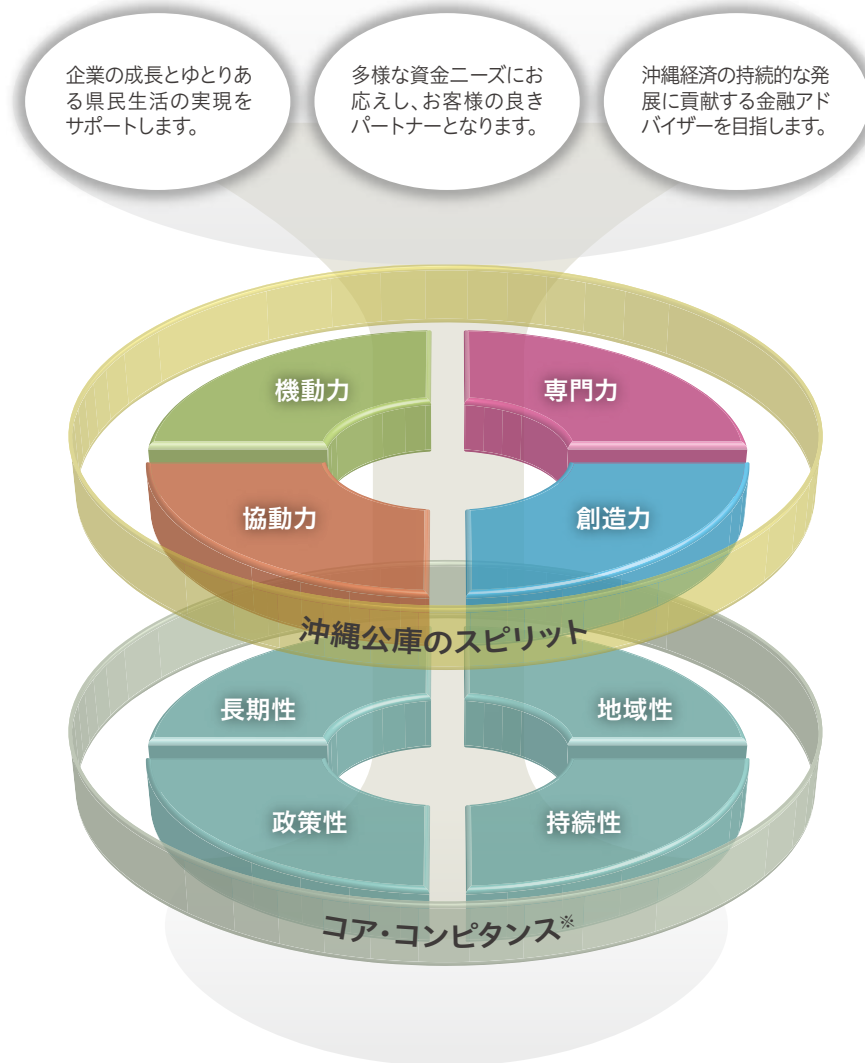 企業の成長とゆとりあ
る県民生活の実現を
サポートします。
多様な資金ニーズにお
応えし、お客様の良き
パートナーとなります。
沖縄経済の持続的な発
展に貢献する金融アド
バイザーを目指します。
機動力
専門力
協動力
創造力
沖縄公庫のスピリット
長期性
地域性
政策性
持続性
コア・コンピタンス※